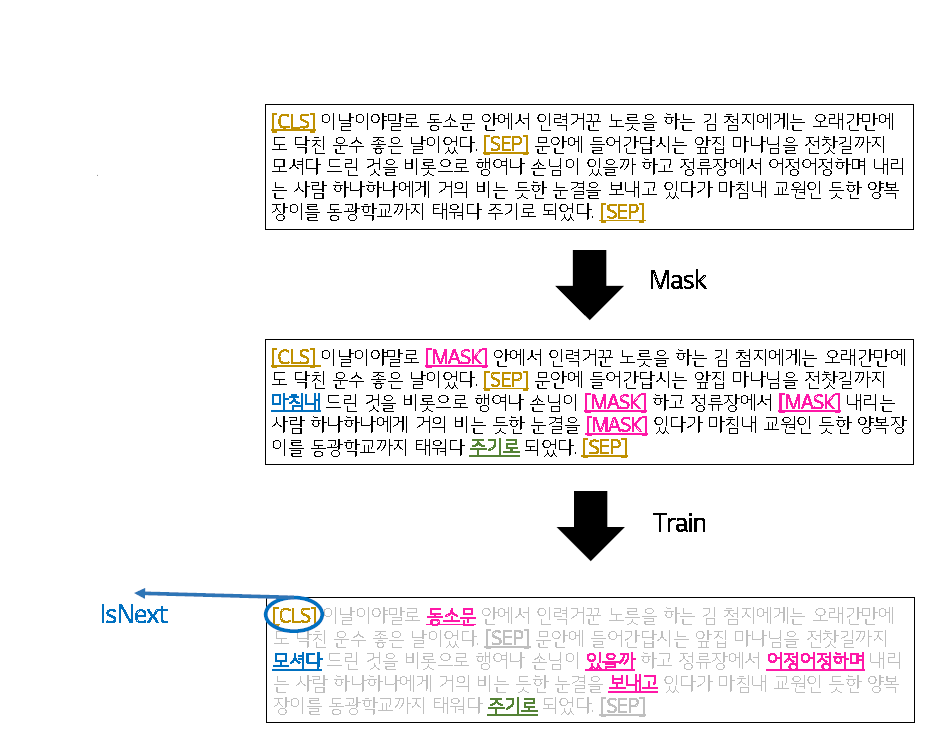 [CLS] 이날이야말로 동소문 안에서 인력거꾼 노릇을 하는 김 첨지에게는 오래간만에
도 닥친 운수 좋은 날이었다. [SEP] 문안에 들어간답시는 앞집 마나님을 전찻길까지
모셔다 드린 것을 비롯으로 행여나 손님이 있을까 하고 정류장에서 어정어정하며 내리
는 사람 하나하나에게 거의 비는 듯한 눈결을 보내고 있다가 마침내 교원인 듯한 양복
장이를 동광학교까지 태워다 주기로 되었다. [SEP]
Mask
[CLS] 이날이야말로 [MASK] 안에서 인력거꾼 노릇을 하는 김 첨지에게는 오래간만에
도 닥친 운수 좋은 날이었다. [SEP] 문안에 들어간답시는 앞집 마나님을 전찻길까지
마침내 드린 것을 비롯으로 행여나 손님이 [MASK] 하고 정류장에서 [MASK] 내리는
사람 하나하나에게 거의 비는 듯한 눈결을 [MASK] 있다가 마침내 교원인 듯한 양복장
이를 동광학교까지 태워다 주기로 되었다. [SEP]
Train
IsNext
[CLS] 이날이야말로 동소문 안에서 인력거꾼 노릇을 하는 김 첨지에게는 오래간만에
도 닥친 운수 좋은 날이었다. [SEP] 문안에 들어간답시는 앞집 마나님을 전찻길까지
모셔다 드린 것을 비롯으로 행여나 손님이 있을까 하고 정류장에서 어정어정하며 내리
는 사람 하나하나에게 거의 비는 듯한 눈결을 보내고 있다가 마침내 교원인 듯한 양복
장이를 동광학교까지 태워다 주기로 되었다. [SEP]